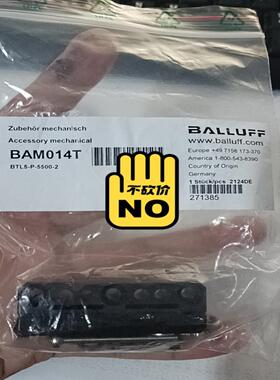 BALLUFF
www.balluff.com
Zubehör mechanisch
Accessory mechanical
BAM014T
BTL5-P-5500-2
Europe +49 7158 173-370
America 1-800-543-8390
Country of Origin
Germany
1 Stück/pcs 2124DE
271385
不砍价
NO